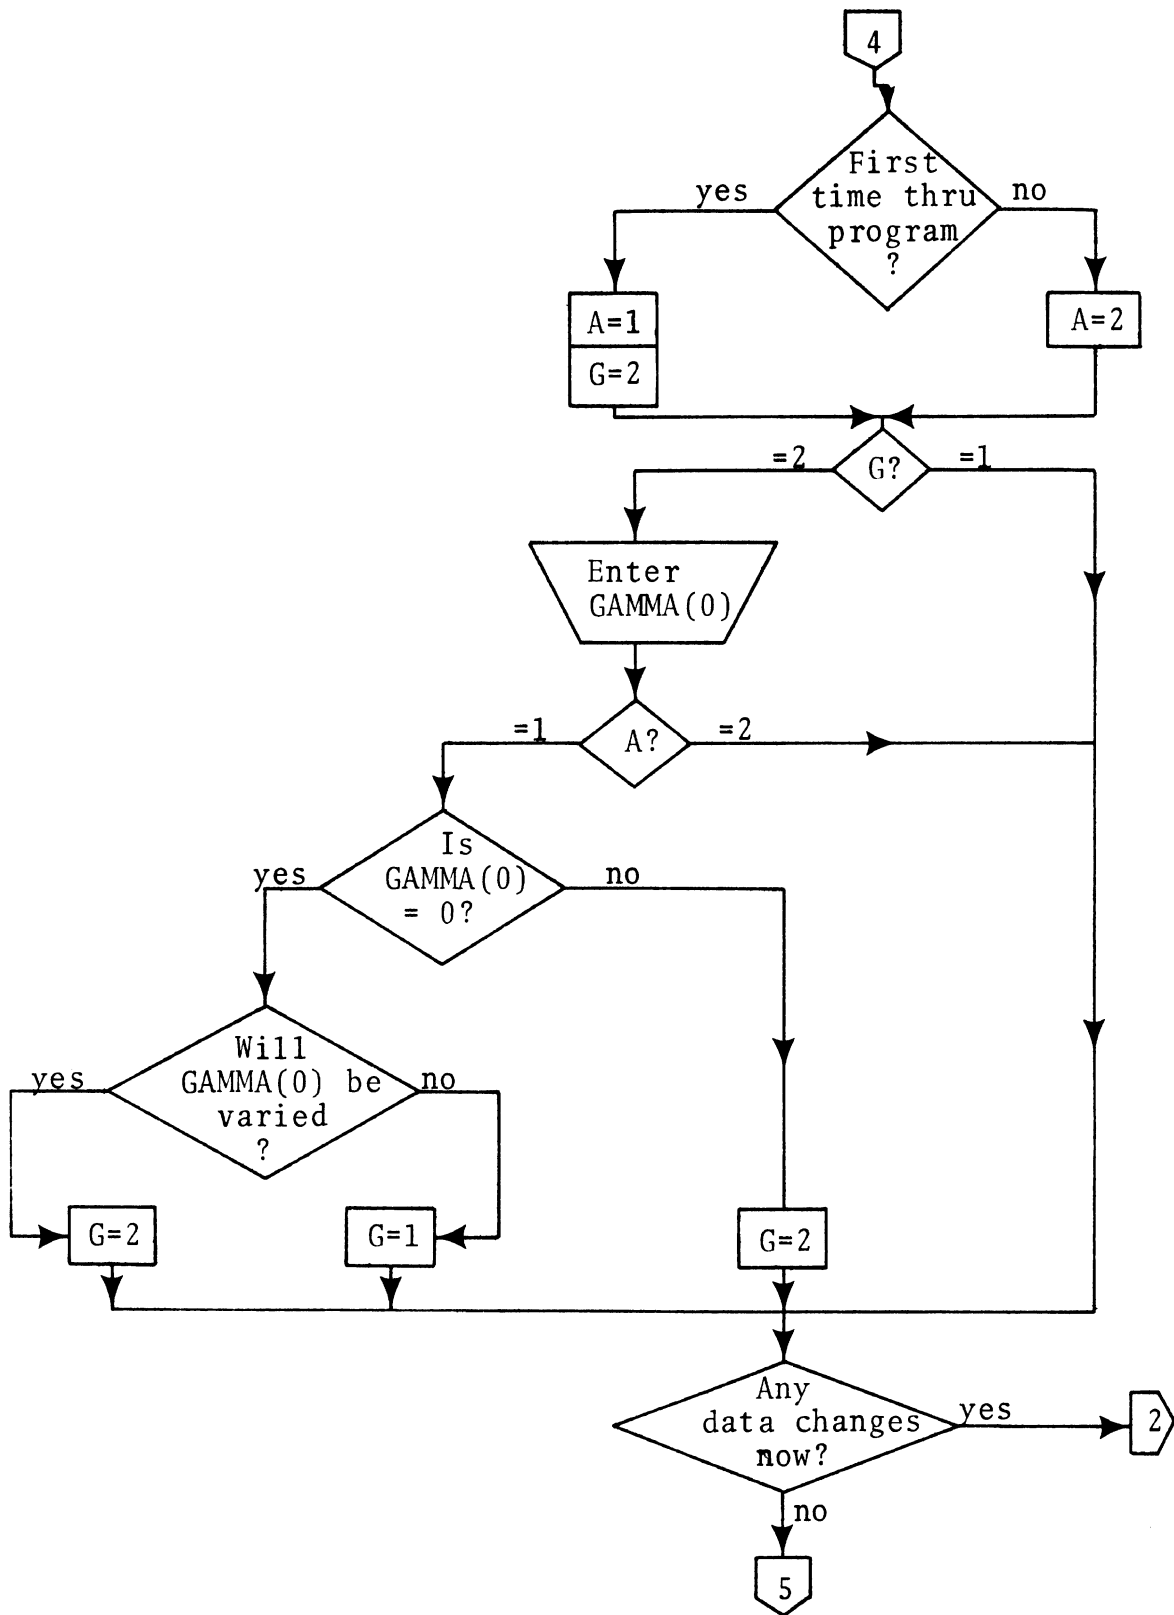 4
First
time thru
program
?
yes
no
A=1
G=2
A=2
G?
=2
=1
Enter
GAMMA(0)
A?
=1
=2
Is
GAMMA(0)
= 0?
yes
no
Will
GAMMA(0) be
varied
?
yes
no
G=2
G=1
G=2
Any
data changes
now?
yes
2
no
5